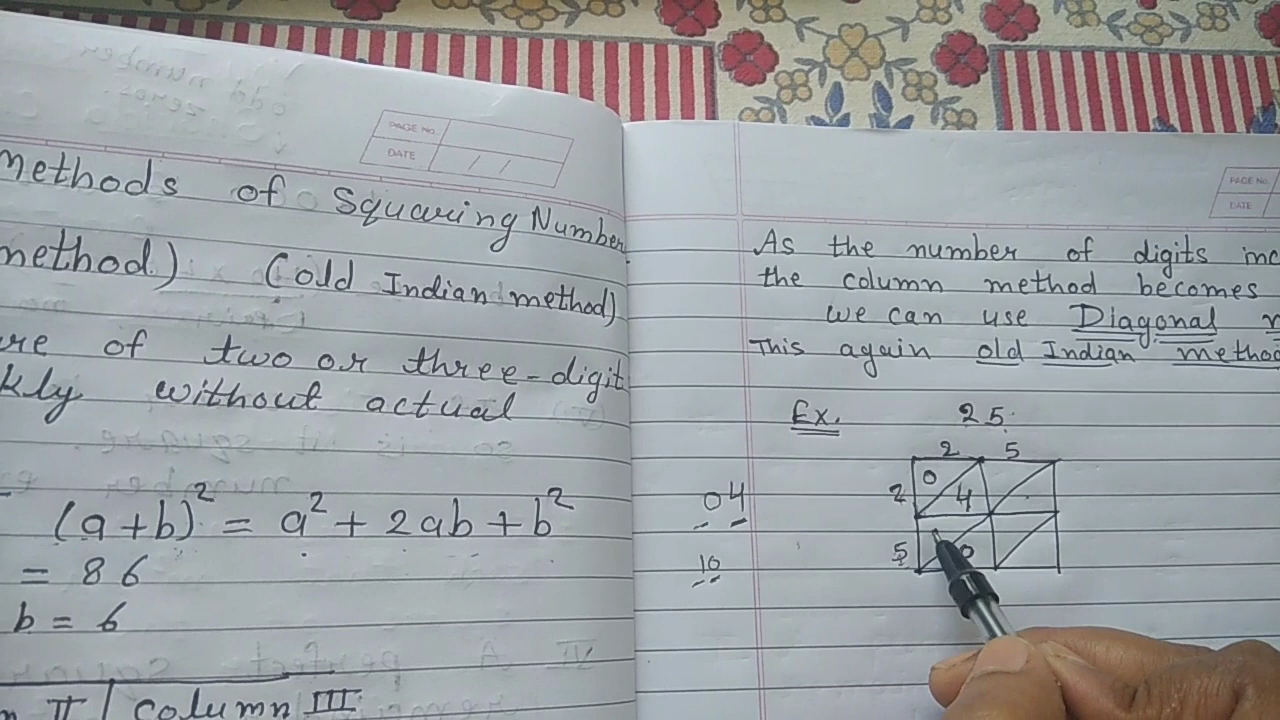 PAGE No.
DATE / /
methods of Squaring Number
method) (old Indian method)
ure of two or three-digit
kly without actual
(a+b)² = a² + 2ab + b²
= 86
b = 6
II | column III
PAGE No.
DATE
As the number of digits inc
the column method becomes
we can use Diagonal
This again old Indian metho
Ex. 25
2 5
2 0 4
04
5 0
10